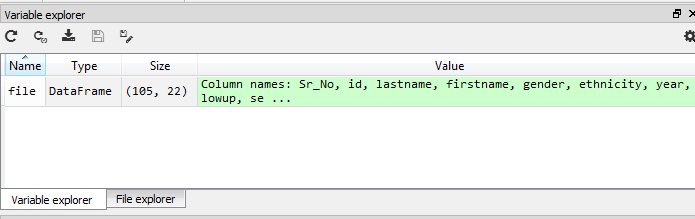 Variable explorer
Name Type Size Value
file DataFrame (105, 22) Column names: Sr_No, id, lastname, firstname, gender, ethnicity, year,
lowup, se ...
Variable explorer File explorer